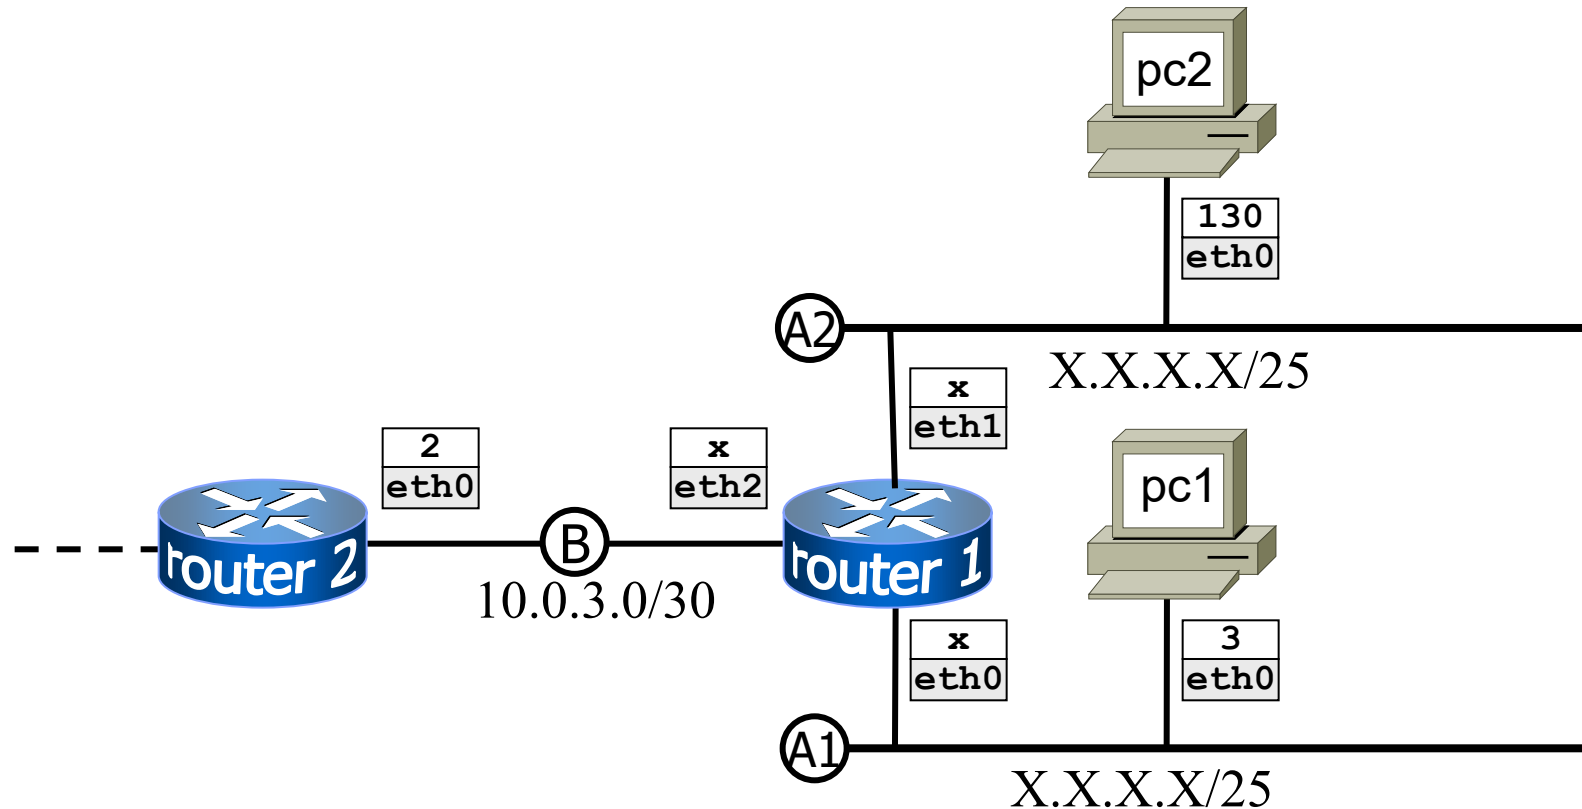 pc2
130
eth0
A2
X.X.X.X/25
x
eth1
2
eth0
x
eth2
pc1
router 2
B
router 1
10.0.3.0/30
x
eth0
3
eth0
A1
X.X.X.X/25